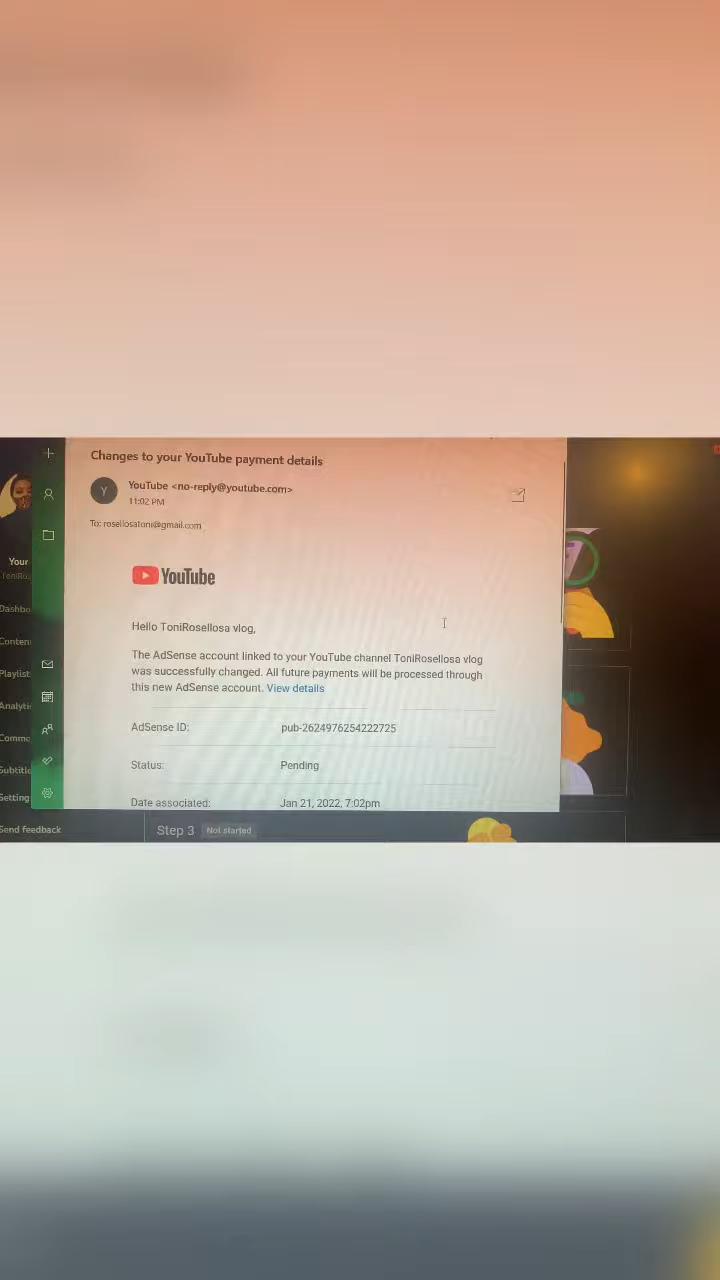 Changes to your YouTube payment details
Y
YouTube <no-reply@youtube.com>
11:02 PM
To: rosellosatoni@gmail.com
YouTube
Hello ToniRosellosa vlog,
The AdSense account linked to your YouTube channel ToniRosellosa vlog
was successfully changed. All future payments will be processed through
this new AdSense account. View details
AdSense ID: pub-2624976254222725
Status: Pending
Date associated: Jan 21, 2022, 7:02pm
Your
ToniRo
Dashbo
Conten
Playlist
Analyti
Comme
Subtitle
Setting
Send feedback
Step 3 Not started